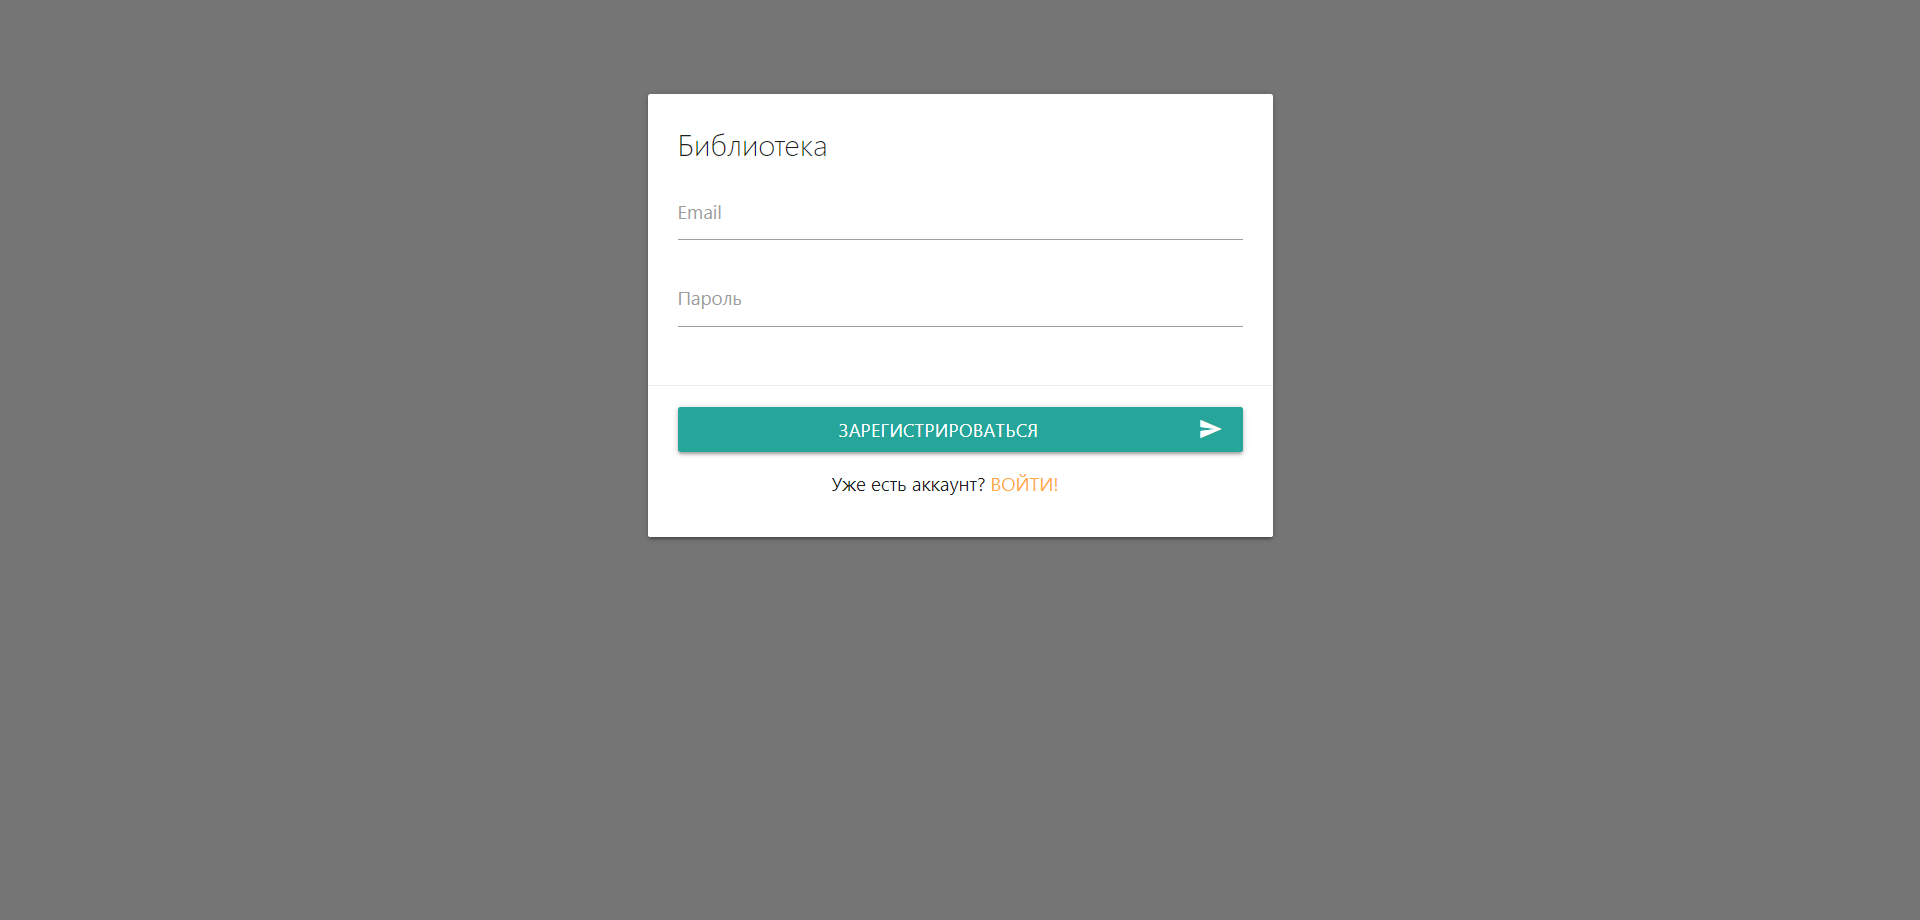 Библиотека
Email
Пароль
ЗАРЕГИСТРИРОВАТЬСЯ
Уже есть аккаунт? ВОЙТИ!